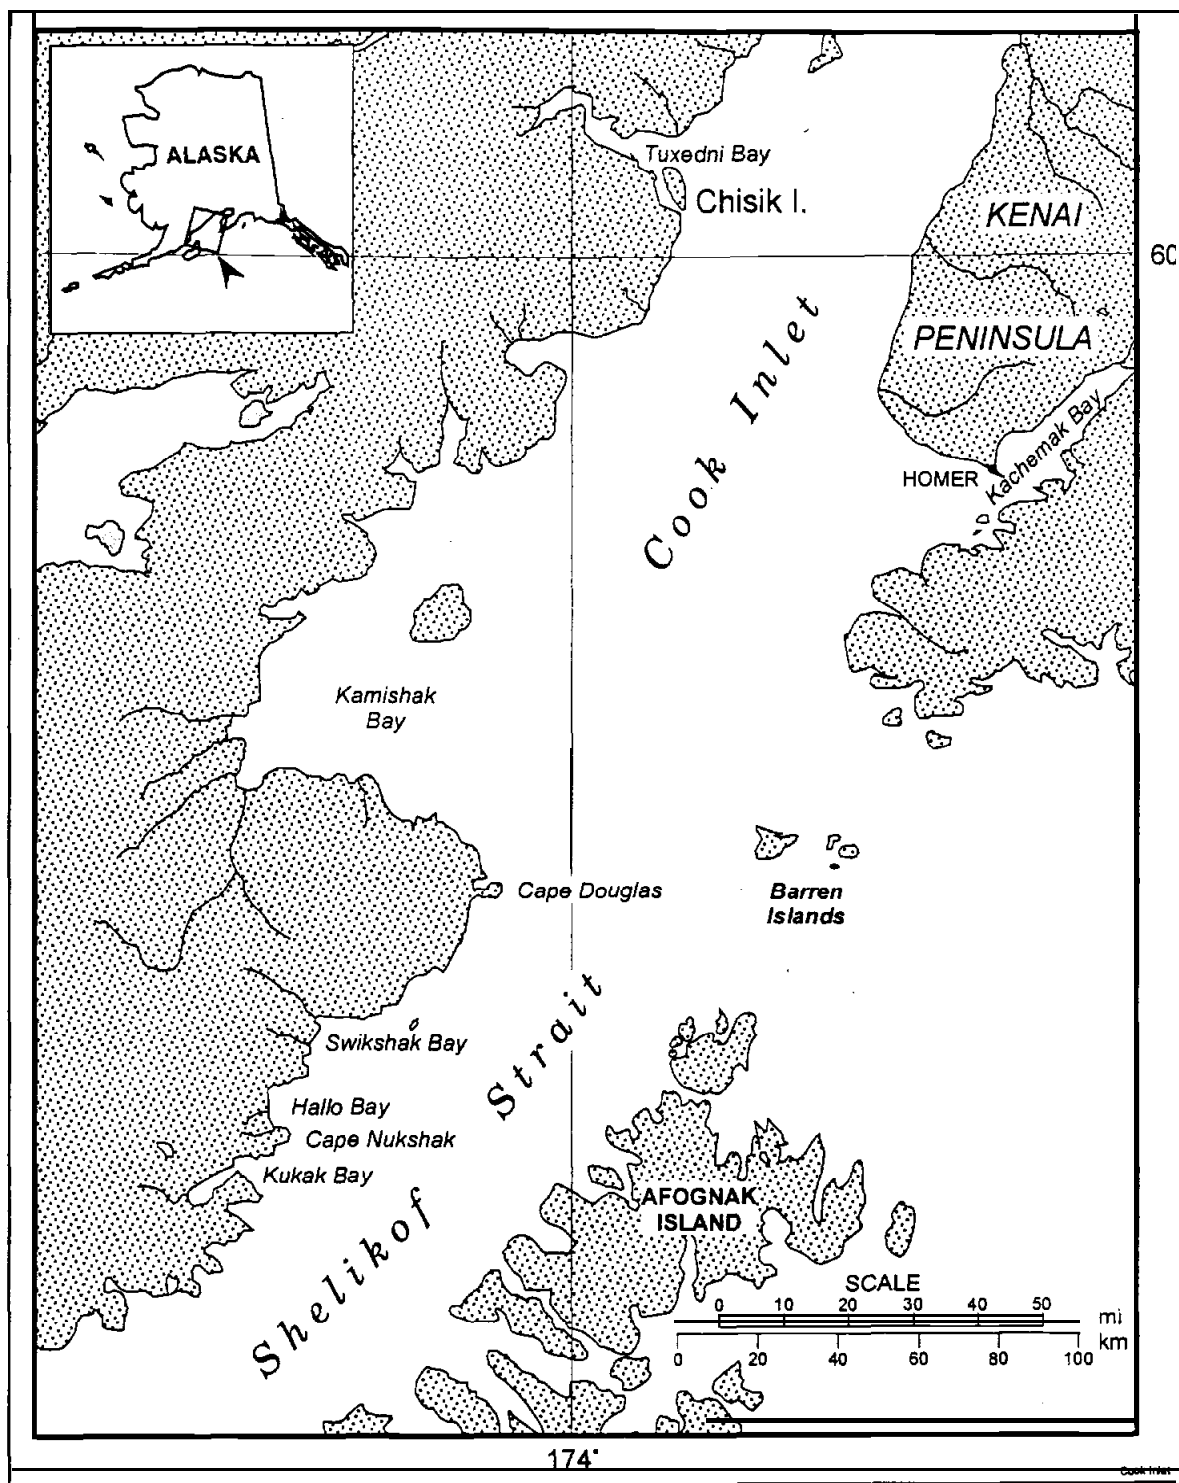 ALASKA
Tuxedni Bay
Chisik I.
KENAI
60
PENINSULA
Cook Inlet
Kachemak Bay
HOMER
Kamishak
Bay
Cape Douglas
Barren
Islands
Shelikof Strait
Swikshak Bay
Hallo Bay
Cape Nukshak
Kukak Bay
AFOGNAK
ISLAND
SCALE
0 10 20 30 40 50
mi
km
0 20 40 60 80 100
174°
Cook Inlet